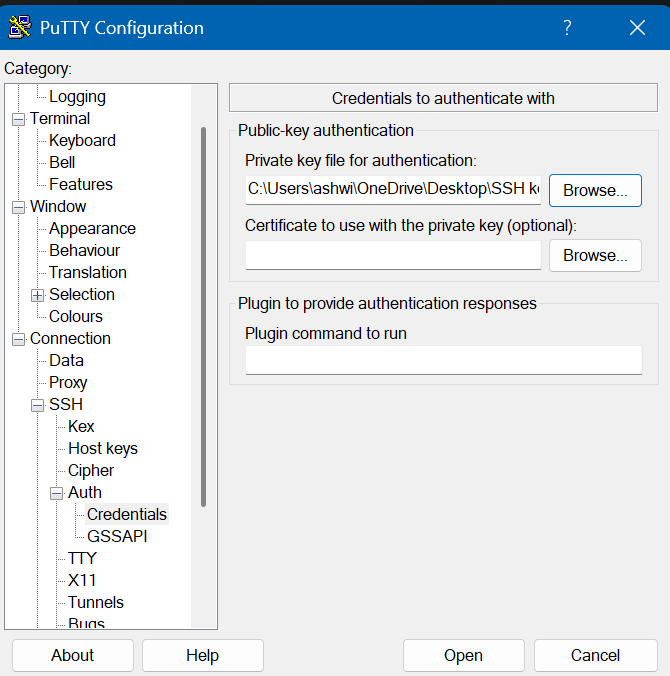 PuTTY Configuration
?
Category:
Logging
Terminal
Keyboard
Bell
Features
Window
Appearance
Behaviour
Translation
Selection
Colours
Connection
Data
Proxy
SSH
Kex
Host keys
Cipher
Auth
Credentials
GSSAPI
TTY
X11
Tunnels
Bugs
Credentials to authenticate with
Public-key authentication
Private key file for authentication:
C:\Users\ashwi\OneDrive\Desktop\SSH ke
Browse...
Certificate to use with the private key (optional):
Browse...
Plugin to provide authentication responses
Plugin command to run
About
Help
Open
Cancel